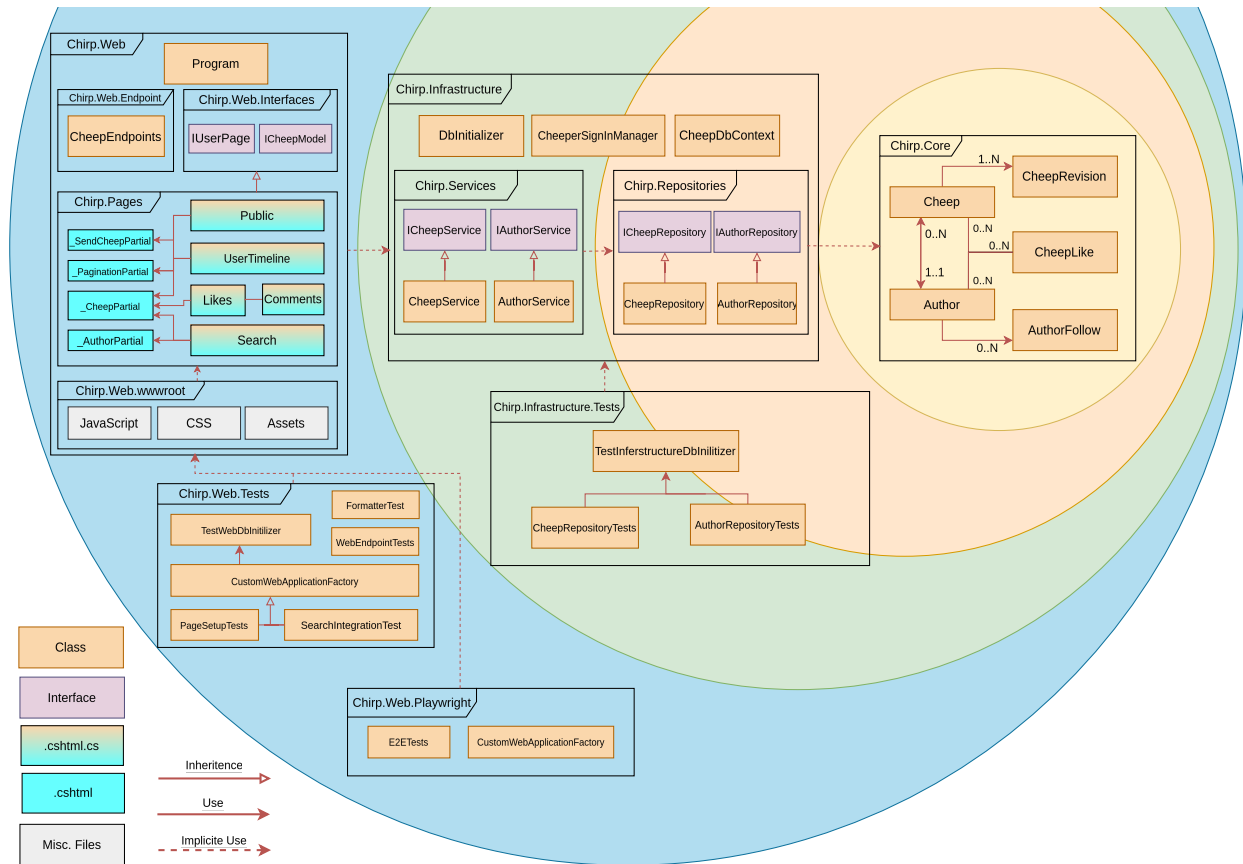 Chirp.Web
Program
Chirp.Web.Endpoint
CheepEndpoints
Chirp.Web.Interfaces
IUserPage
ICheepModel
Chirp.Pages
Public
_SendCheepPartial
UserTimeline
_PaginationPartial
Likes
Comments
_CheepPartial
Search
_AuthorPartial
Chirp.Web.wwwroot
JavaScript
CSS
Assets
Chirp.Infrastructure
DbInitializer
CheeperSignInManager
CheepDbContext
Chirp.Services
ICheepService
IAuthorService
CheepService
AuthorService
Chirp.Repositories
ICheepRepository
IAuthorRepository
CheepRepository
AuthorRepository
Chirp.Core
1..N
CheepRevision
Cheep
0..N
0..N
0..N
CheepLike
1..1
0..N
Author
AuthorFollow
0..N
Chirp.Infrastructure.Tests
TestInferstructureDbInilitizer
CheepRepositoryTests
AuthorRepositoryTests
Chirp.Web.Tests
FormatterTest
TestWebDbInitilizer
WebEndpointTests
CustomWebApplicationFactory
PageSetupTests
SearchIntegrationTest
Chirp.Web.Playwright
E2ETests
CustomWebApplicationFactory
Class
Interface
.cshtml.cs
.cshtml
Misc. Files
Inheritence
Use
Implicite Use